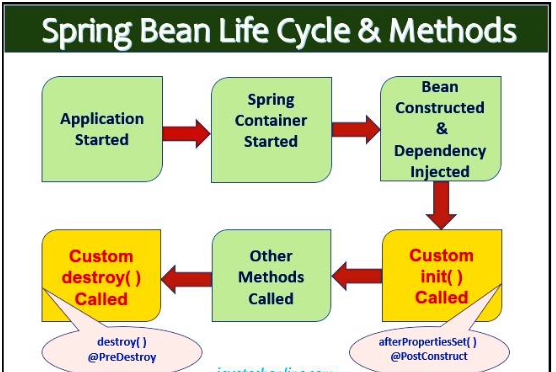 Spring Bean Life Cycle & Methods
Application
Started
Spring
Container
Started
Bean
Constructed
&
Dependency
Injected
Custom
destroy( )
Called
Other
Methods
Called
Custom
init( )
Called
destroy( )
@PreDestroy
afterPropertiesSet( )
@PostConstruct